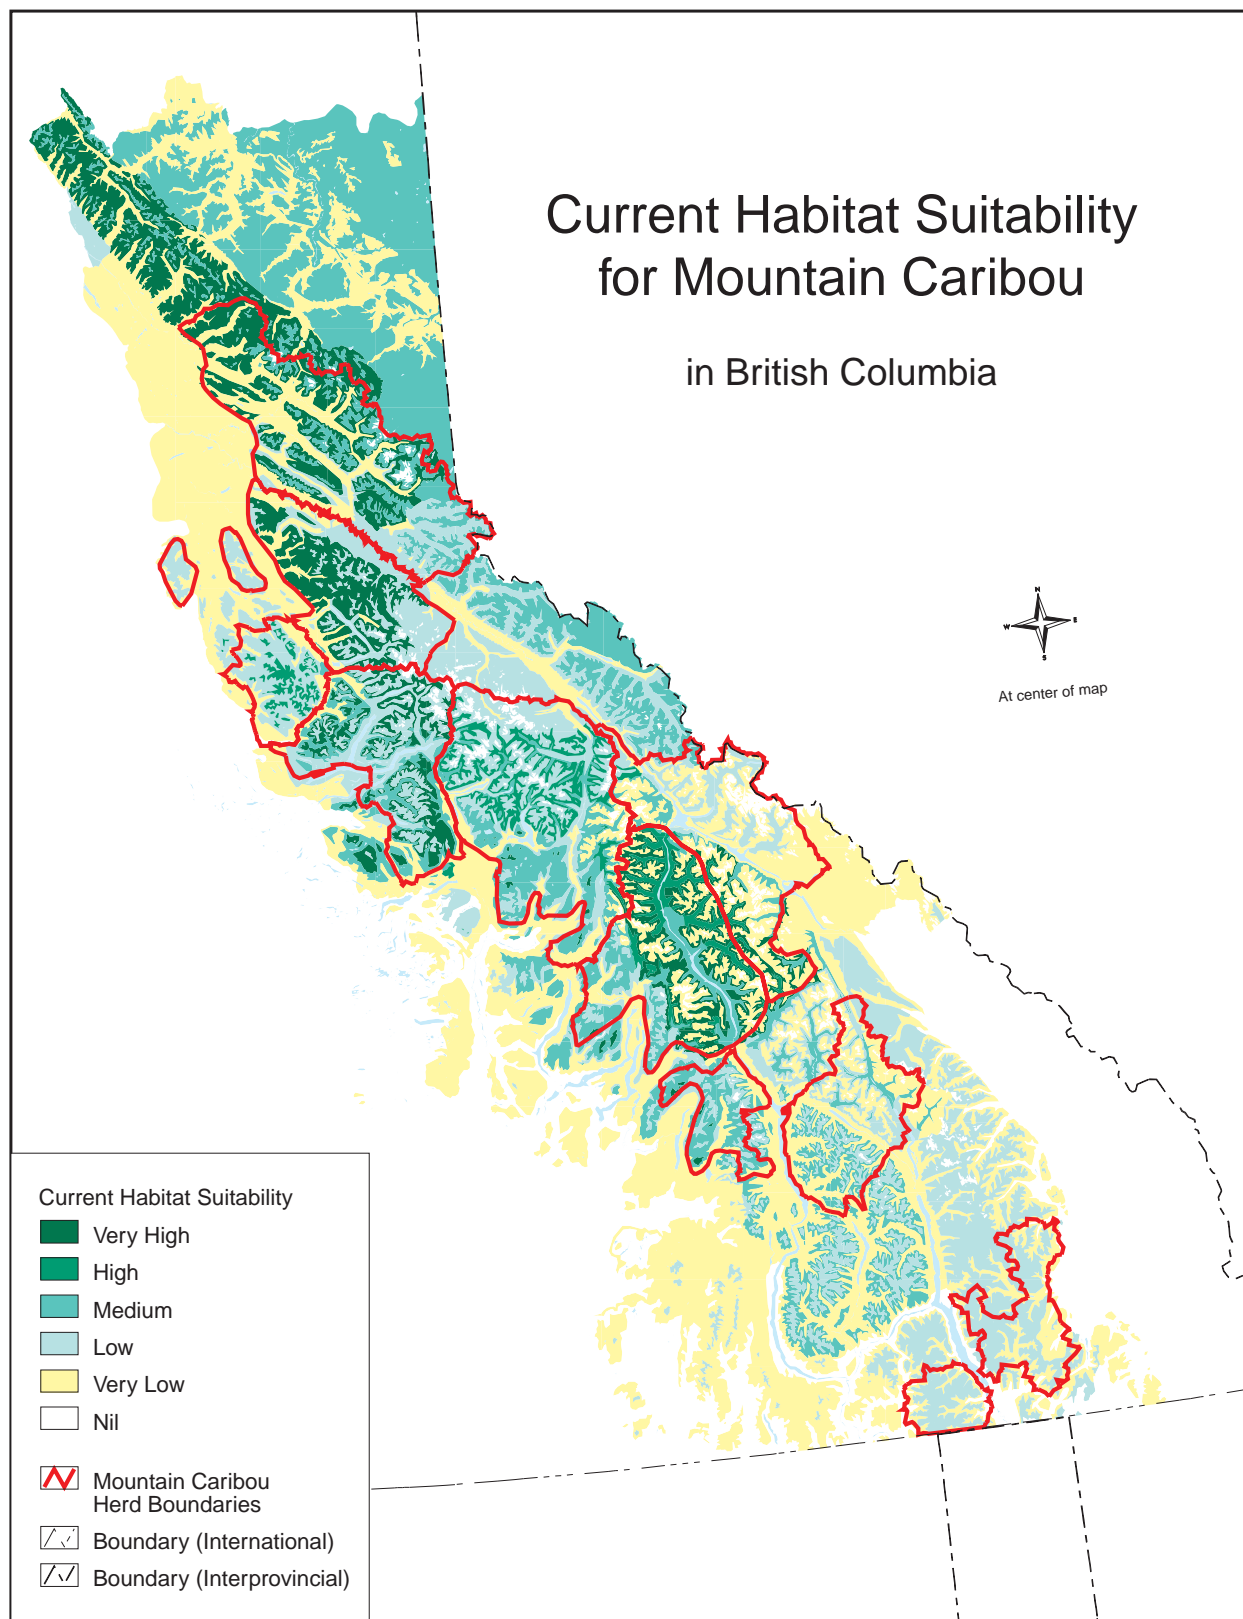 Current Habitat Suitability
for Mountain Caribou
in British Columbia
N
W
E
S
At center of map
Current Habitat Suitability
Very High
High
Medium
Low
Very Low
Nil
Mountain Caribou
Herd Boundaries
Boundary (International)
Boundary (Interprovincial)